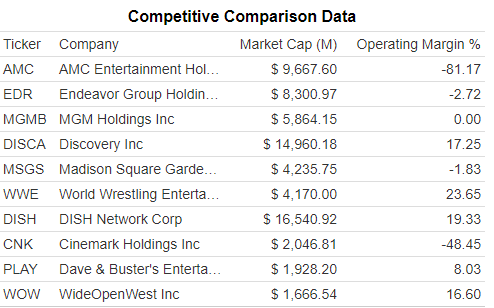 Competitive Comparison Data
Ticker Company Market Cap (M) Operating Margin %
AMC AMC Entertainment Hol... $ 9,667.60 -81.17
EDR Endeavor Group Holdin... $ 8,300.97 -2.72
MGMB MGM Holdings Inc $ 5,864.15 0.00
DISCA Discovery Inc $ 14,960.18 17.25
MSGS Madison Square Garde... $ 4,235.75 -1.83
WWE World Wrestling Enterta... $ 4,170.00 23.65
DISH DISH Network Corp $ 16,540.92 19.33
CNK Cinemark Holdings Inc $ 2,046.81 -48.45
PLAY Dave & Buster's Enterta... $ 1,928.20 8.03
WOW WideOpenWest Inc $ 1,666.54 16.60